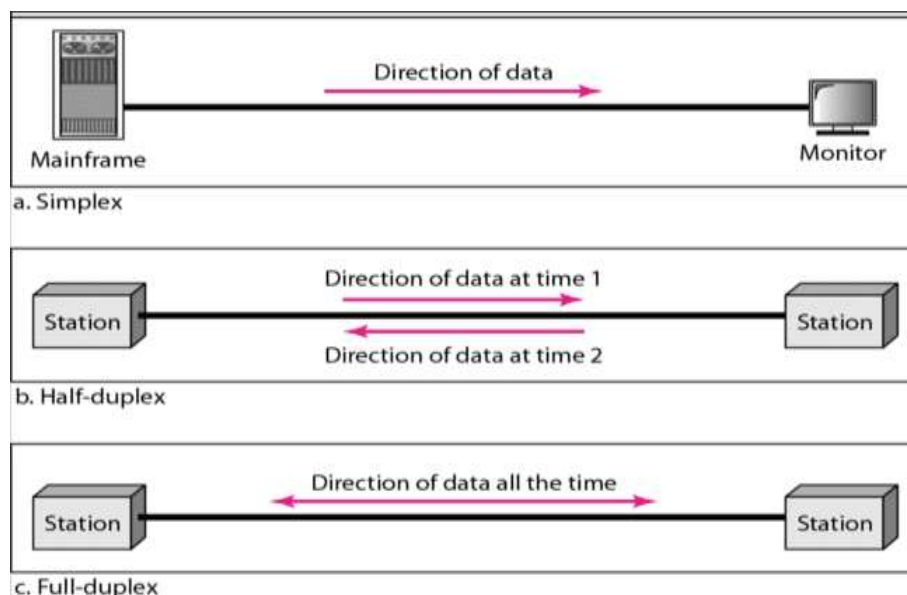 Direction of data
Mainframe
Monitor
a. Simplex
Direction of data at time 1
Station
Station
Direction of data at time 2
b. Half-duplex
Direction of data all the time
Station
Station
c. Full-duplex